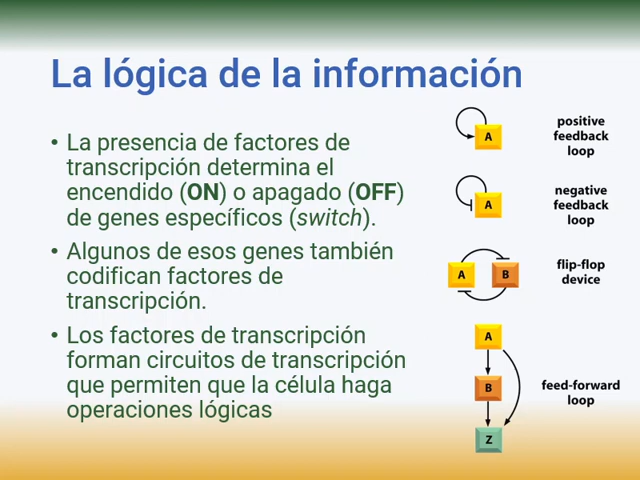 La lógica de la información
• La presencia de factores de
transcripción determina el
encendido (ON) o apagado (OFF)
de genes específicos (switch).
• Algunos de esos genes también
codifican factores de
transcripción.
• Los factores de transcripción
forman circuitos de transcripción
que permiten que la célula haga
operaciones lógicas
A
positive
feedback
loop
A
negative
feedback
loop
A B
flip-flop
device
A
B
Z
feed-forward
loop